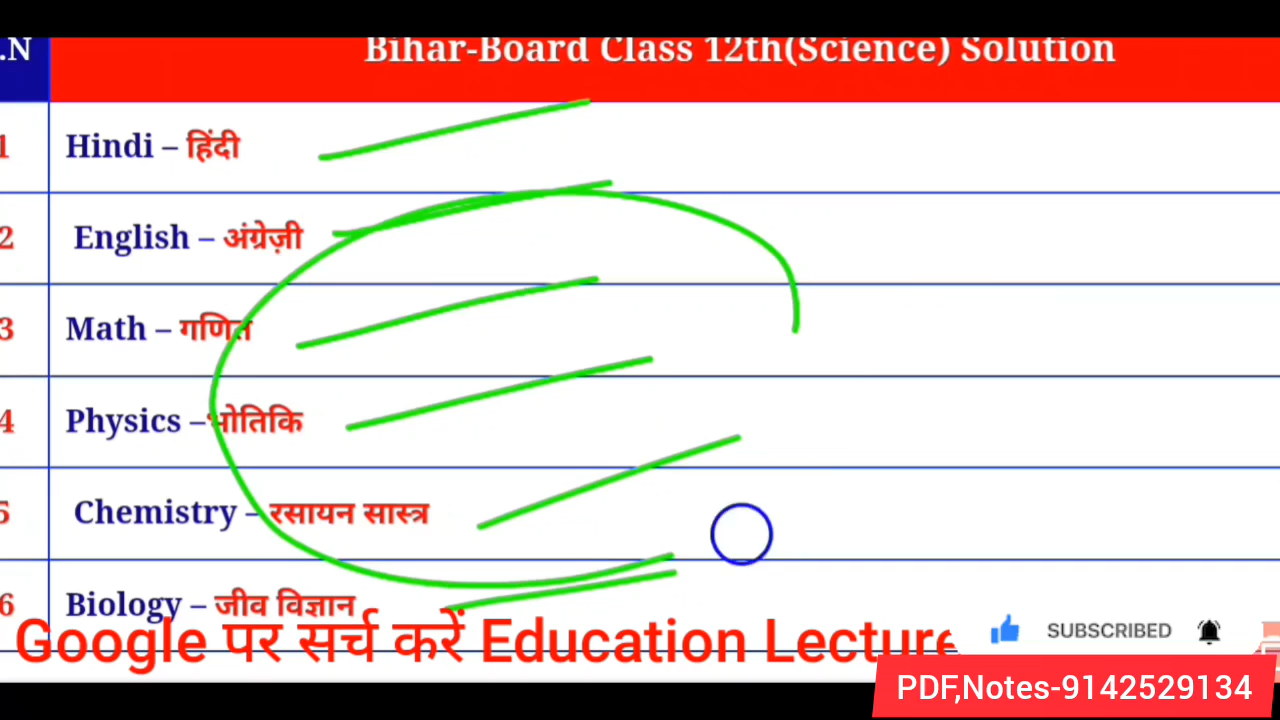 .N Bihar-Board Class 12th(Science) Solution
1 Hindi – हिंदी
2 English – अंग्रेज़ी
3 Math – गणित
4 Physics –भोतिकि
5 Chemistry – रसायन सास्त्र
6 Biology – जीव विज्ञान
Google पर सर्च करें Education Lecture
SUBSCRIBED
PDF,Notes-9142529134